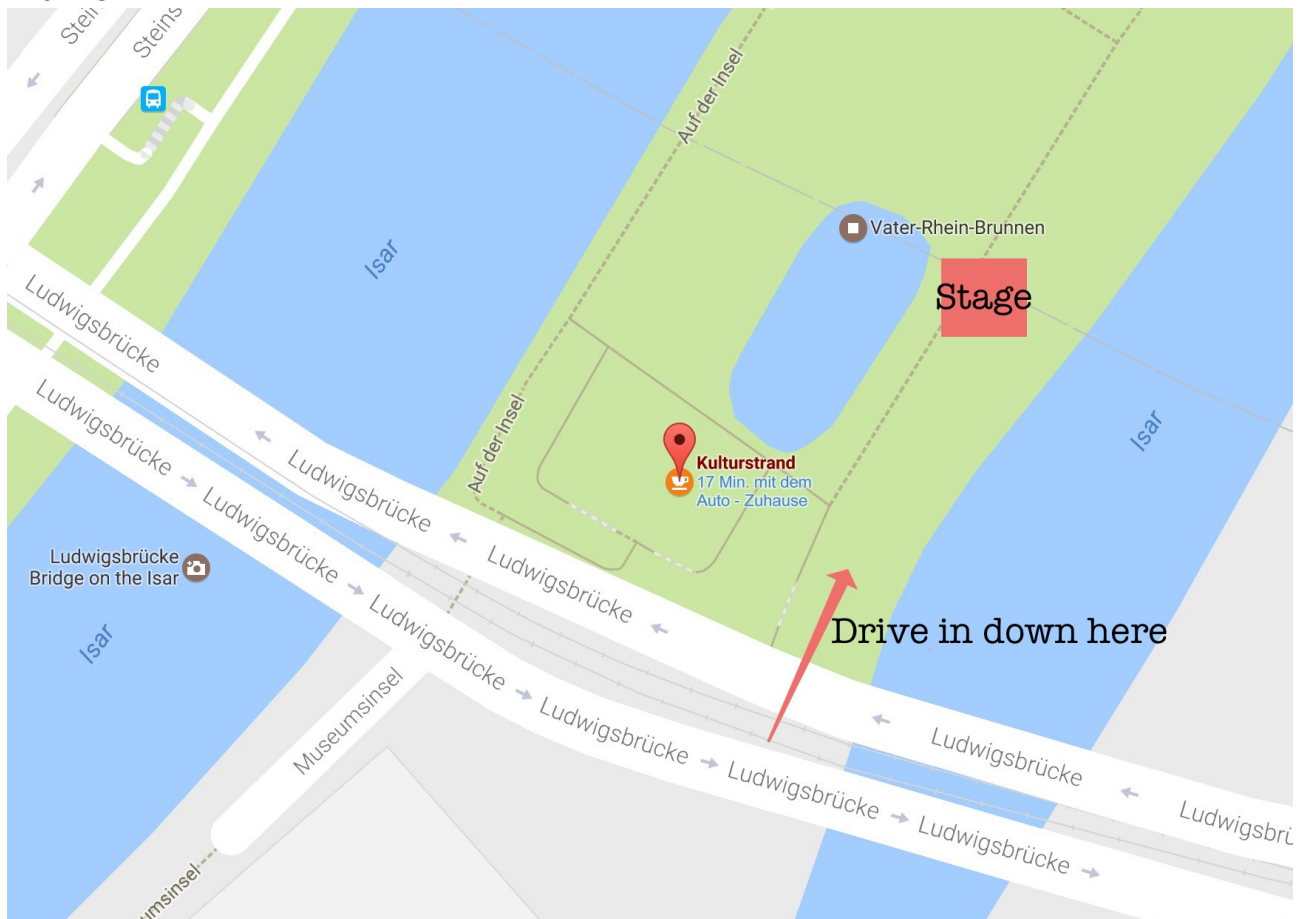 Steins
Auf der Insel
Vater-Rhein-Brunnen
Isar
Stage
Ludwigsbrücke
Isar
Ludwigsbrücke
Auf der Insel
Kulturstrand
17 Min. mit dem
Auto - Zuhause
Ludwigsbrücke
Ludwigsbrücke
Ludwigsbrücke
Ludwigsbrücke
Bridge on the Isar
Ludwigsbrücke
Ludwigsbrücke
Isar
Drive in down here
Museumsinsel
Ludwigsbrücke
Ludwigsbrücke
Ludwigsbrücke
Ludwigsbrü
Ludwigsbrücke
Ludwigsbrücke
umsinsel